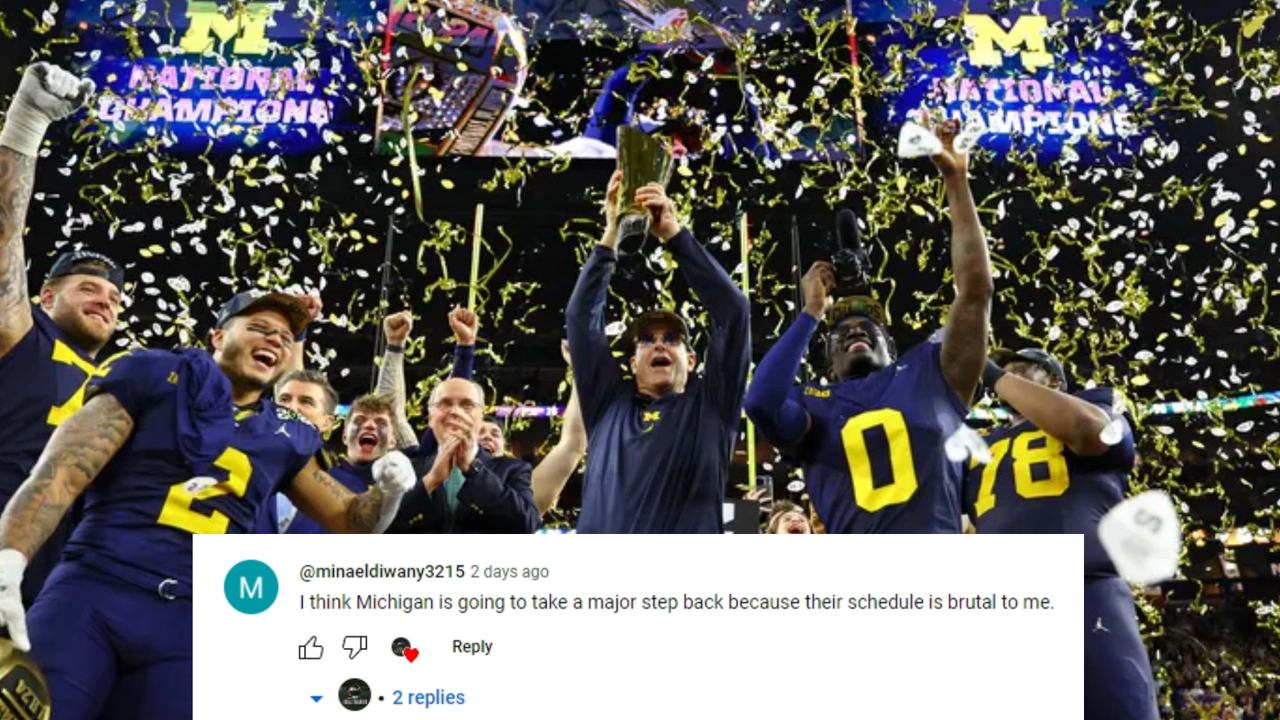 M
NATIONAL
CHAMPIONS
M
NATIONAL
CHAMPIONS
M
2
0
78
M
@minaeldiwany3215 2 days ago
I think Michigan is going to take a major step back because their schedule is brutal to me.
Reply
• 2 replies